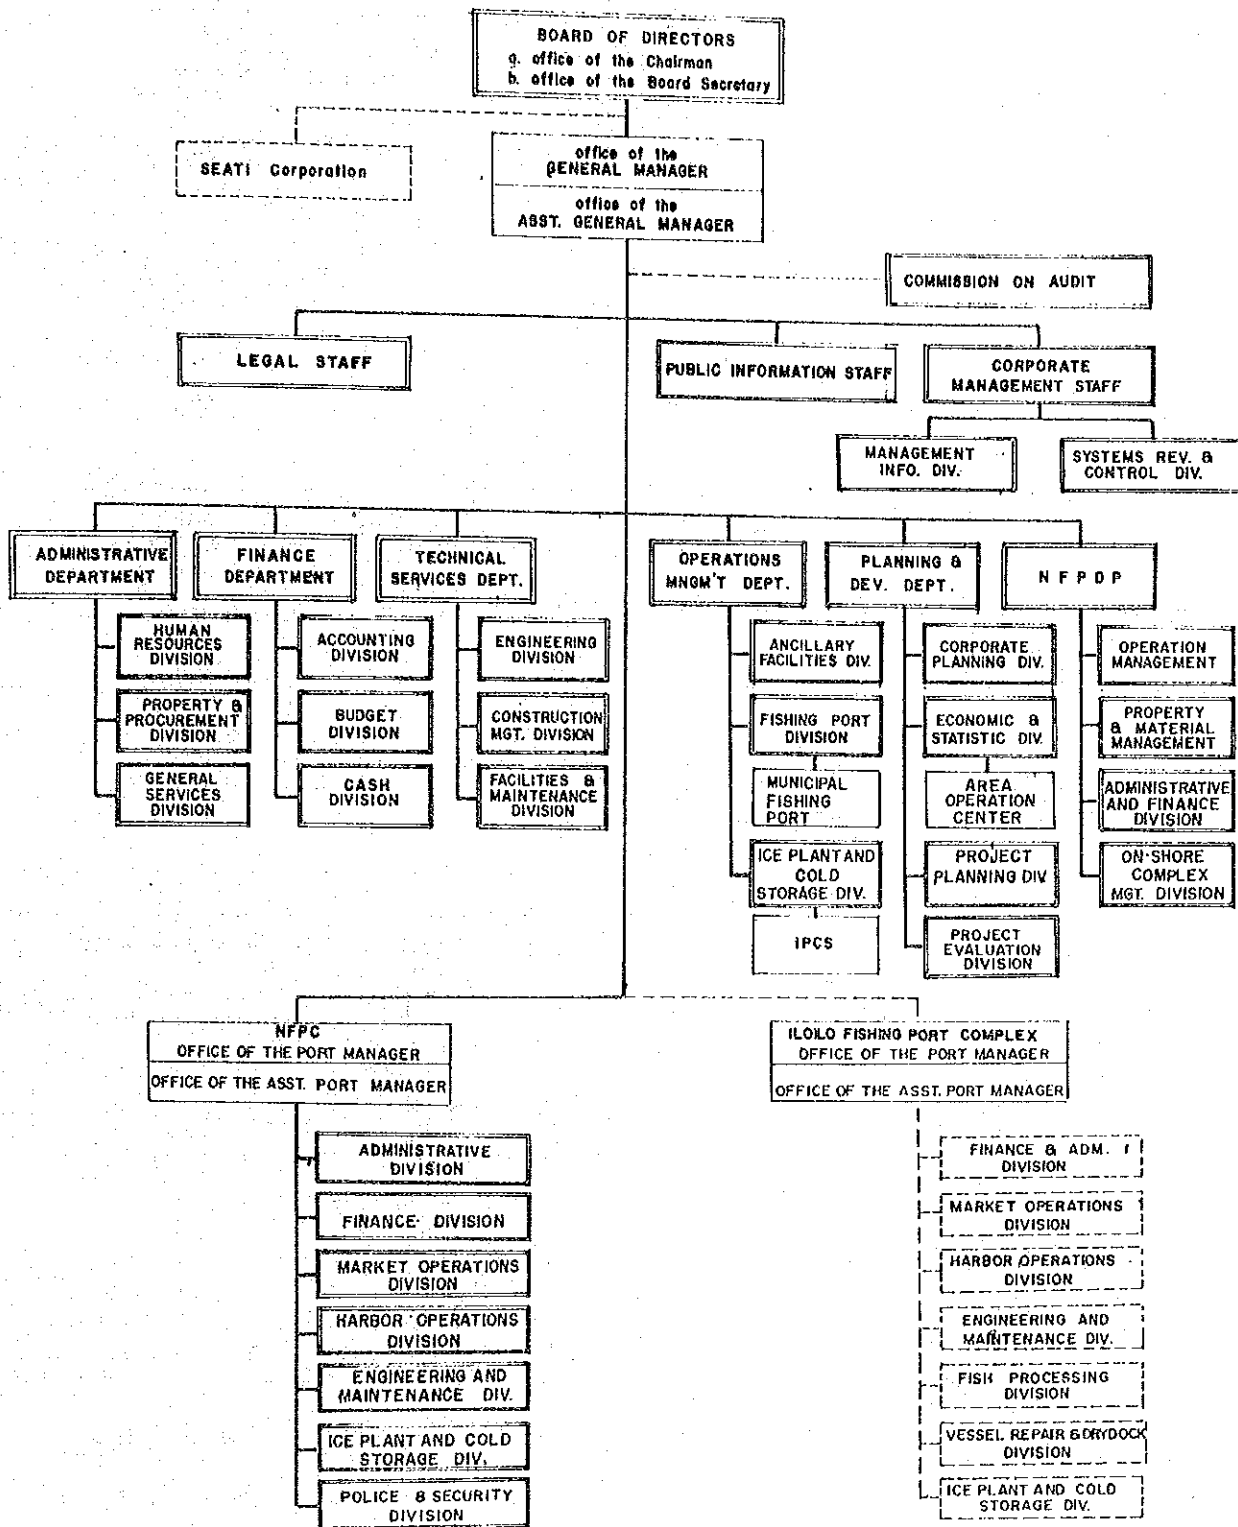 BOARD OF DIRECTORS
a. office of the Chairman
b. office of the Board Secretary
SEATI Corporation
office of the
GENERAL MANAGER
office of the
ASST. GENERAL MANAGER
COMMISSION ON AUDIT
LEGAL STAFF
PUBLIC INFORMATION STAFF
CORPORATE
MANAGEMENT STAFF
MANAGEMENT
INFO. DIV.
SYSTEMS REV. &
CONTROL DIV.
ADMINISTRATIVE
DEPARTMENT
FINANCE
DEPARTMENT
TECHNICAL
SERVICES DEPT.
OPERATIONS
MNGM'T DEPT.
PLANNING &
DEV. DEPT.
NFPDP
HUMAN
RESOURCES
DIVISION
PROPERTY &
PROCUREMENT
DIVISION
GENERAL
SERVICES
DIVISION
ACCOUNTING
DIVISION
BUDGET
DIVISION
CASH
DIVISION
ENGINEERING
DIVISION
CONSTRUCTION
MGT. DIVISION
FACILITIES &
MAINTENANCE
DIVISION
ANCILLARY
FACILITIES DIV.
FISHING PORT
DIVISION
MUNICIPAL
FISHING
PORT
ICE PLANT AND
COLD
STORAGE DIV.
IPCS
CORPORATE
PLANNING DIV.
ECONOMIC &
STATISTIC DIV.
AREA
OPERATION
CENTER
PROJECT
PLANNING DIV
PROJECT
EVALUATION
DIVISION
OPERATION
MANAGEMENT
PROPERTY
& MATERIAL
MANAGEMENT
ADMINISTRATIVE
AND FINANCE
DIVISION
ON-SHORE
COMPLEX
MGT. DIVISION
NFPC
OFFICE OF THE PORT MANAGER
OFFICE OF THE ASST. PORT MANAGER
ADMINISTRATIVE
DIVISION
FINANCE DIVISION
MARKET OPERATIONS
DIVISION
HARBOR OPERATIONS
DIVISION
ENGINEERING AND
MAINTENANCE DIV.
ICE PLANT AND COLD
STORAGE DIV.
POLICE & SECURITY
DIVISION
ILOILO FISHING PORT COMPLEX
OFFICE OF THE PORT MANAGER
OFFICE OF THE ASST. PORT MANAGER
FINANCE & ADM.
DIVISION
MARKET OPERATIONS
DIVISION
HARBOR OPERATIONS
DIVISION
ENGINEERING AND
MAINTENANCE DIV.
FISH PROCESSING
DIVISION
VESSEL REPAIR & DRYDOCK
DIVISION
ICE PLANT AND COLD
STORAGE DIV.